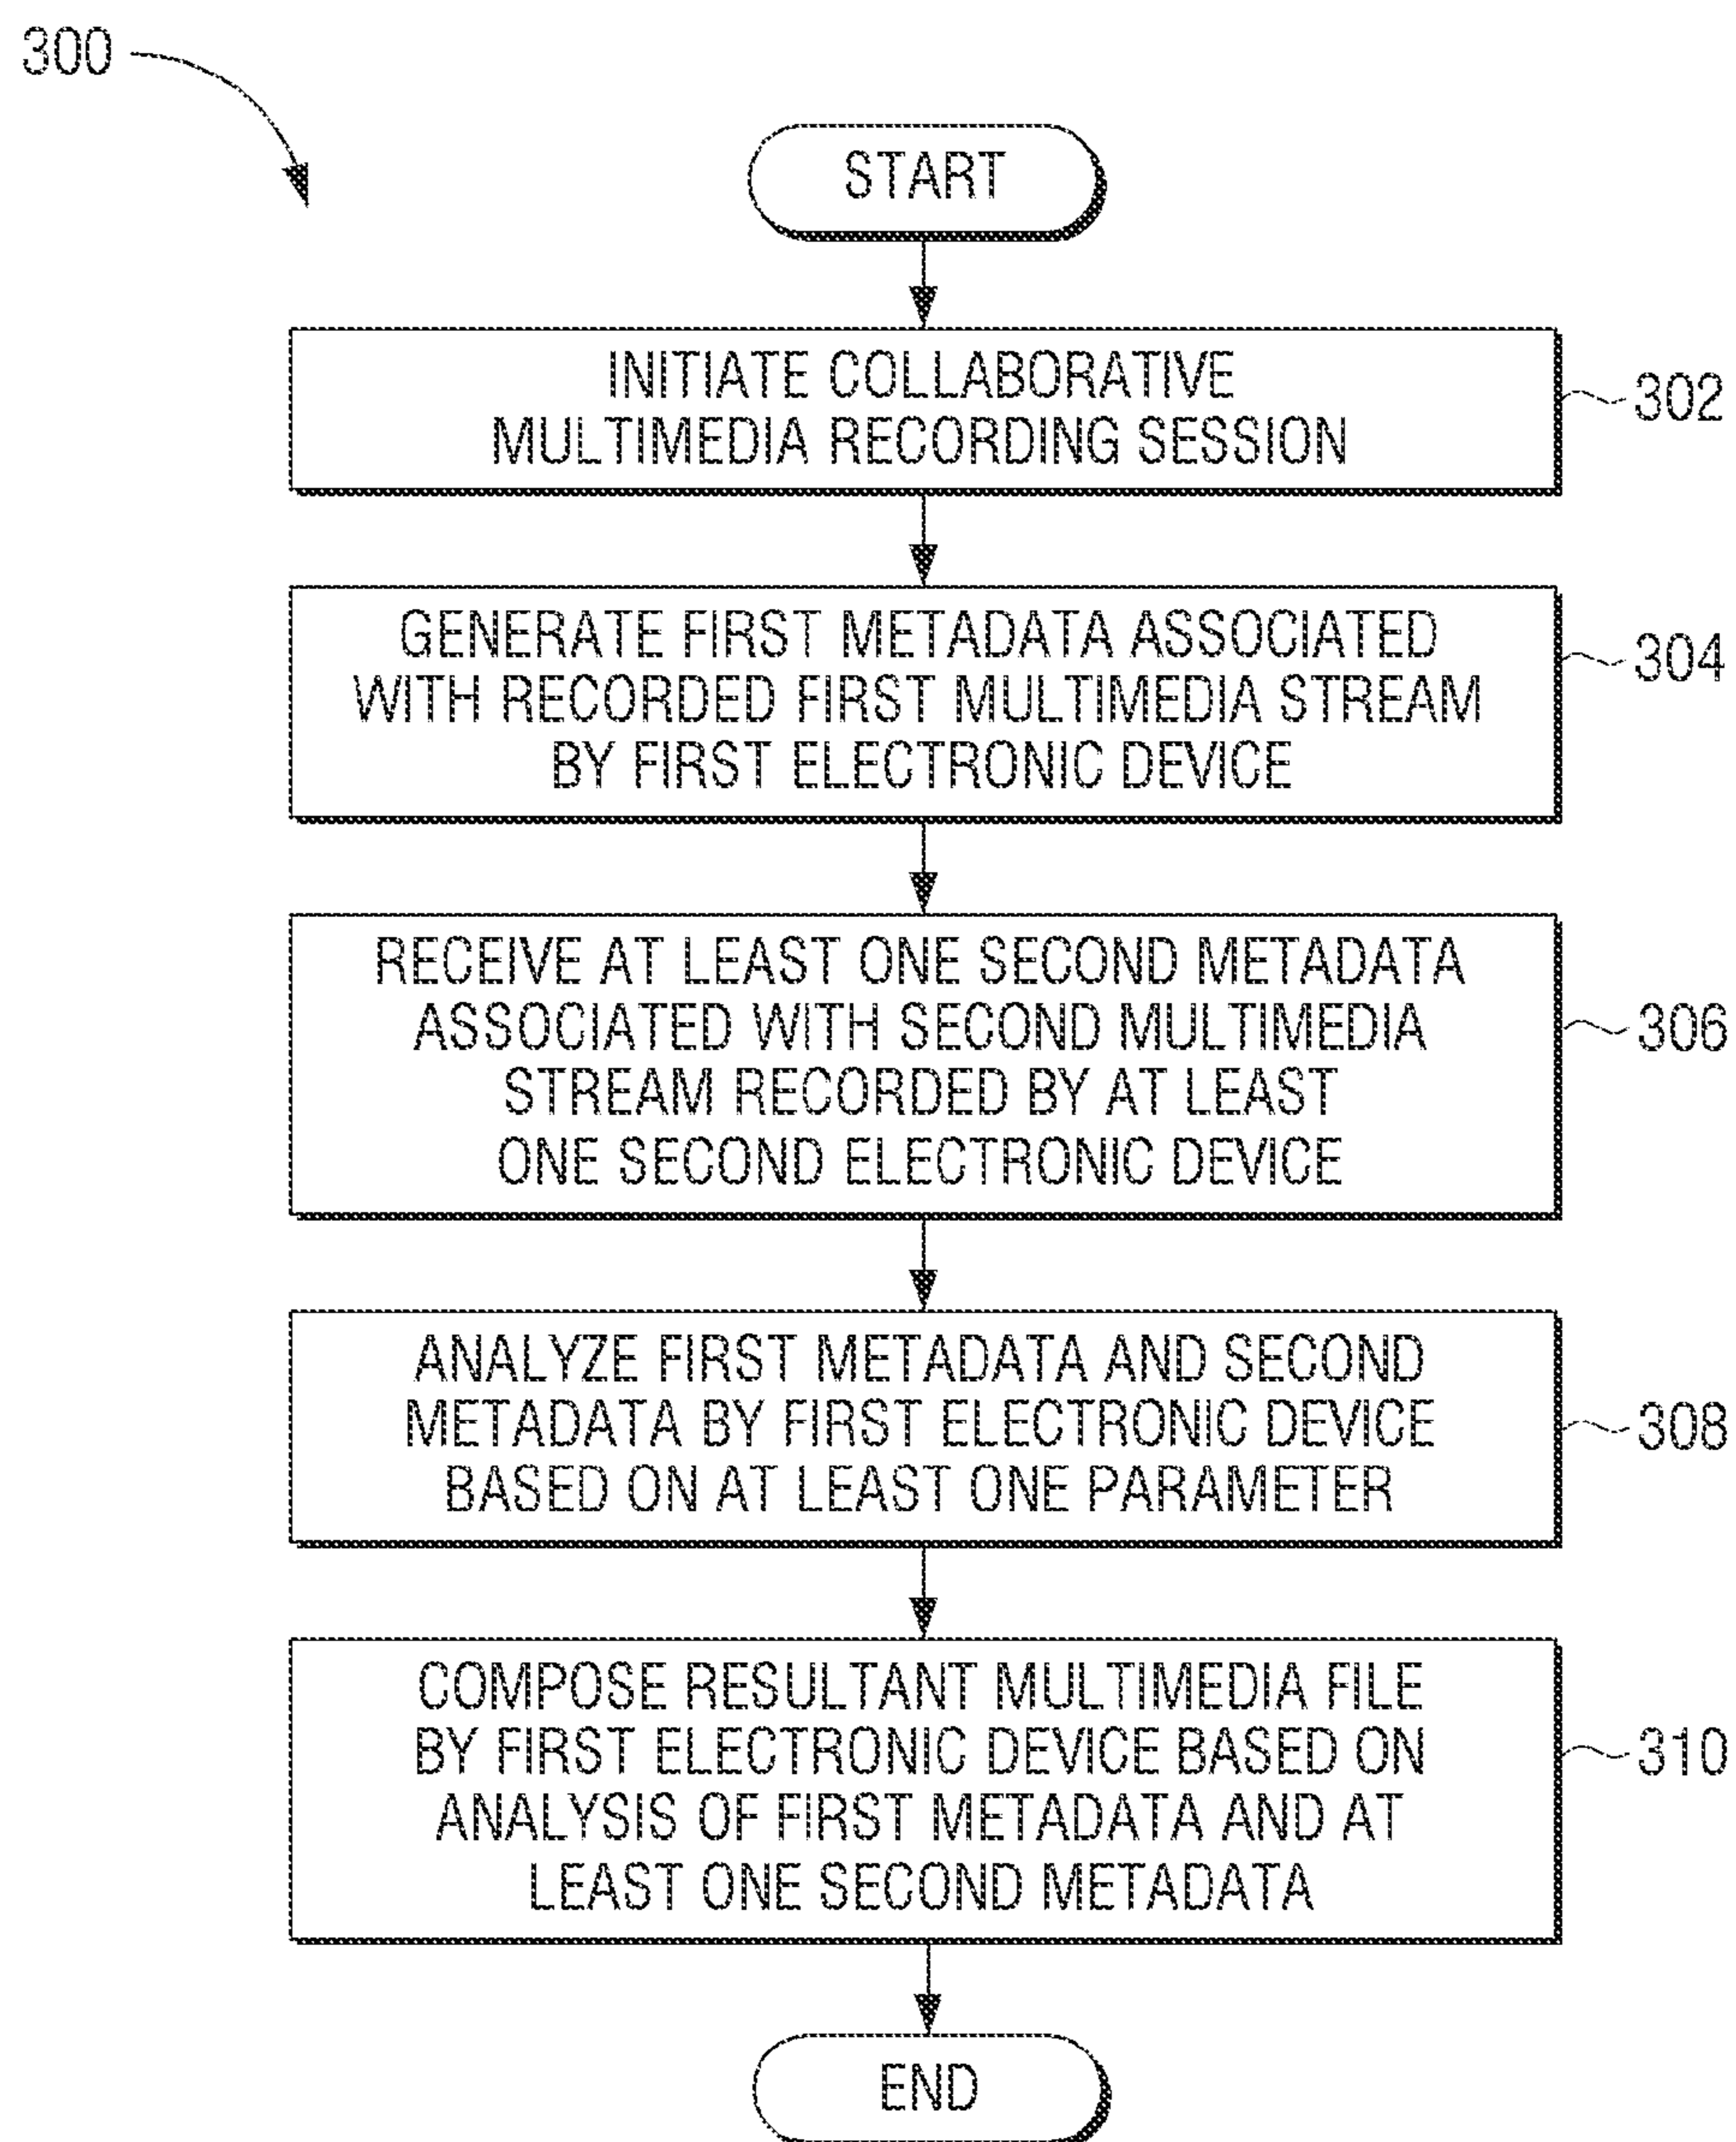 300
START
INITIATE COLLABORATIVE
MULTIMEDIA RECORDING SESSION
302
GENERATE FIRST METADATA ASSOCIATED
WITH RECORDED FIRST MULTIMEDIA STREAM
BY FIRST ELECTRONIC DEVICE
304
RECEIVE AT LEAST ONE SECOND METADATA
ASSOCIATED WITH SECOND MULTIMEDIA
STREAM RECORDED BY AT LEAST
ONE SECOND ELECTRONIC DEVICE
306
ANALYZE FIRST METADATA AND SECOND
METADATA BY FIRST ELECTRONIC DEVICE
BASED ON AT LEAST ONE PARAMETER
308
COMPOSE RESULTANT MULTIMEDIA FILE
BY FIRST ELECTRONIC DEVICE BASED ON
ANALYSIS OF FIRST METADATA AND AT
LEAST ONE SECOND METADATA
310
END